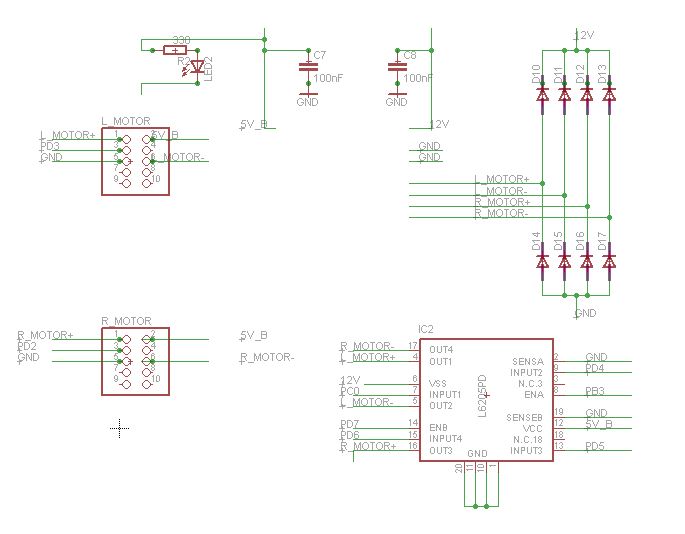 330
R2
LED2
C7
100nF
GND
C8
100nF
GND
12V
D10
D11
D12
D13
L_MOTOR
L_MOTOR+ 1 2 5V_B
PD3 3 4
GND 5 6 L_MOTOR-
7 8
9 10
5V_B
12V
GND
GND
L_MOTOR+
L_MOTOR-
R_MOTOR+
R_MOTOR-
D14
D15
D16
D17
GND
R_MOTOR
R_MOTOR+ 1 2 5V_B
PD2 3 4
GND 5 6 R_MOTOR-
7 8
9 10
IC2
L6205PD
R_MOTOR- 17 OUT4
L_MOTOR+ 4 OUT1
12V 6 VSS
PC0 7 INPUT1
L_MOTOR- 5 OUT2
PD7 14 ENB
PD6 15 INPUT4
R_MOTOR+ 16 OUT3
SENSA 2 GND
INPUT2 9 PD4
N.C.3 3
ENA 8 PB3
SENSEB 19 GND
VCC 12 5V_B
N.C.18 18
INPUT3 13 PD5
GND
20 11 10 1